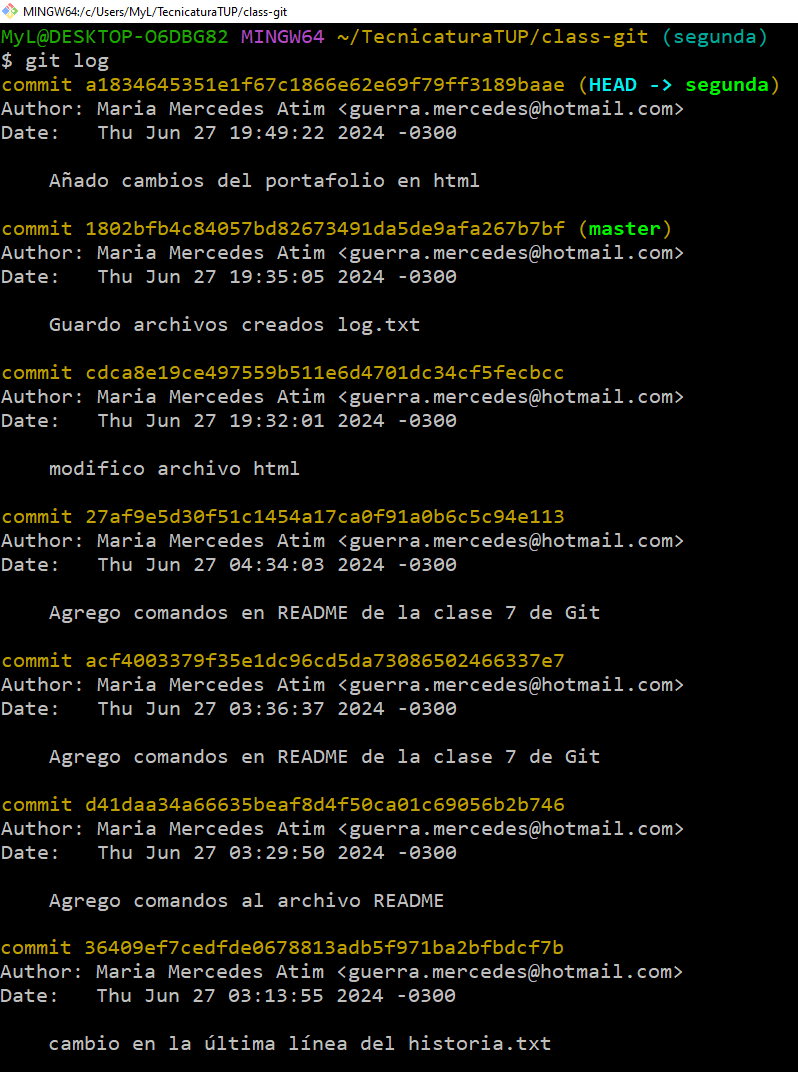 MINGW64:/c/Users/MyL/TecnicaturaTUP/class-git
MyL@DESKTOP-O6DBG82 MINGW64 ~/TecnicaturaTUP/class-git (segunda)
$ git log
commit a1834645351e1f67c1866e62e69f79ff3189baae (HEAD -> segunda)
Author: Maria Mercedes Atim <guerra.mercedes@hotmail.com>
Date:   Thu Jun 27 19:49:22 2024 -0300
Añado cambios del portafolio en html
commit 1802bfb4c84057bd82673491da5de9afa267b7bf (master)
Author: Maria Mercedes Atim <guerra.mercedes@hotmail.com>
Date:   Thu Jun 27 19:35:05 2024 -0300
Guardo archivos creados log.txt
commit cdca8e19ce497559b511e6d4701dc34cf5fecbcc
Author: Maria Mercedes Atim <guerra.mercedes@hotmail.com>
Date:   Thu Jun 27 19:32:01 2024 -0300
modifico archivo html
commit 27af9e5d30f51c1454a17ca0f91a0b6c5c94e113
Author: Maria Mercedes Atim <guerra.mercedes@hotmail.com>
Date:   Thu Jun 27 04:34:03 2024 -0300
Agrego comandos en README de la clase 7 de Git
commit acf4003379f35e1dc96cd5da73086502466337e7
Author: Maria Mercedes Atim <guerra.mercedes@hotmail.com>
Date:   Thu Jun 27 03:36:37 2024 -0300
Agrego comandos en README de la clase 7 de Git
commit d41daa34a66635beaf8d4f50ca01c69056b2b746
Author: Maria Mercedes Atim <guerra.mercedes@hotmail.com>
Date:   Thu Jun 27 03:29:50 2024 -0300
Agrego comandos al archivo README
commit 36409ef7cedfde0678813adb5f971ba2bfbdcf7b
Author: Maria Mercedes Atim <guerra.mercedes@hotmail.com>
Date:   Thu Jun 27 03:13:55 2024 -0300
cambio en la última línea del historia.txt